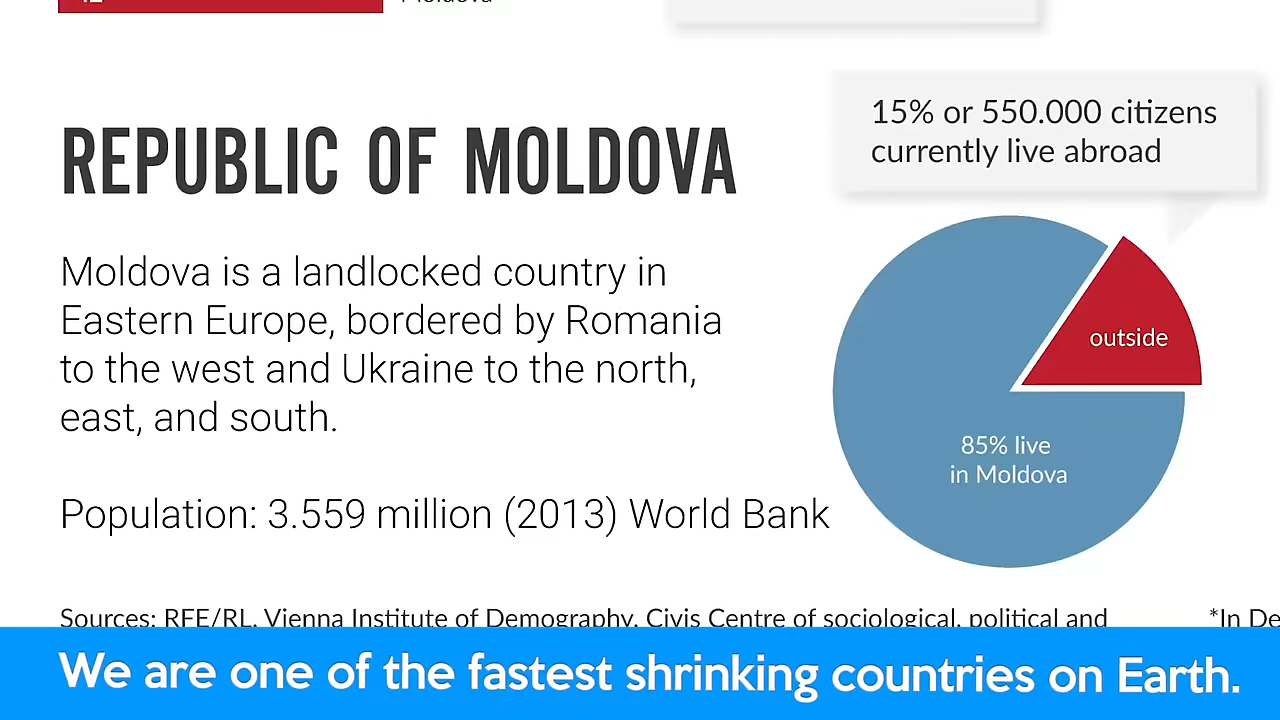 Moldova
15% or 550.000 citizens
currently live abroad
REPUBLIC OF MOLDOVA
Moldova is a landlocked country in
Eastern Europe, bordered by Romania
to the west and Ukraine to the north,
east, and south.
outside
85% live
in Moldova
Population: 3.559 million (2013) World Bank
Sources: RFE/RL, Vienna Institute of Demography, Civis Centre of sociological, political and
*In De
We are one of the fastest shrinking countries on Earth.